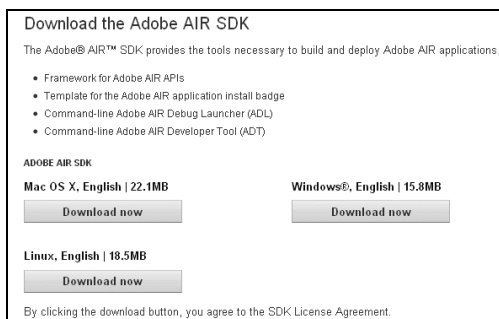 Download the Adobe AIR SDK
The Adobe® AIR™ SDK provides the tools necessary to build and deploy Adobe AIR applications,
• Framework for Adobe AIR APIs
• Template for the Adobe AIR application install badge
• Command-line Adobe AIR Debug Launcher (ADL)
• Command-line Adobe AIR Developer Tool (ADT)
ADOBE AIR SDK
Mac OS X, English | 22.1MB
Download now
Windows®, English | 15.8MB
Download now
Linux, English | 18.5MB
Download now
By clicking the download button, you agree to the SDK License Agreement.